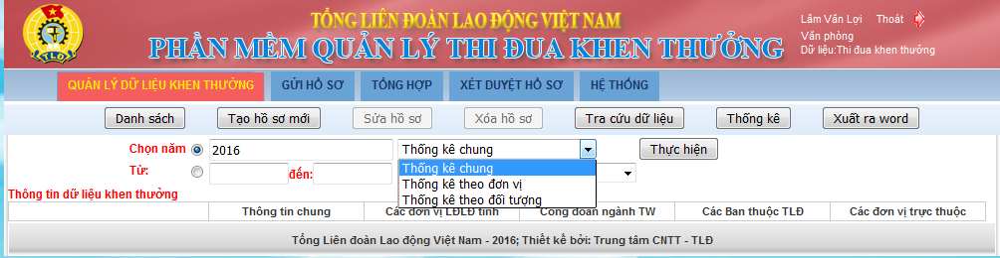 TỔNG LIÊN ĐOÀN LAO ĐỘNG VIỆT NAM
PHẦN MỀM QUẢN LÝ THI ĐUA KHEN THƯỞNG
TLĐ
Lâm Văn Lợi Thoát
Văn phòng
Dữ liệu:Thi đua khen thưởng
QUẢN LÝ DỮ LIỆU KHEN THƯỞNG GỬI HỒ SƠ TỔNG HỢP XÉT DUYỆT HỒ SƠ HỆ THỐNG
Danh sách Tạo hồ sơ mới Sửa hồ sơ Xóa hồ sơ Tra cứu dữ liệu Thống kê Xuất ra word
Chọn năm 2016 Thống kê chung Thực hiện
Thống kê chung
Từ: đến: Thống kê theo đơn vị
Thống kê theo đối tượng
Thông tin dữ liệu khen thưởng
Thông tin chung Các đơn vị LĐLĐ tỉnh Công đoàn ngành TW Các Ban thuộc TLĐ Các đơn vị trực thuộc
Tổng Liên đoàn Lao động Việt Nam - 2016; Thiết kế bởi: Trung tâm CNTT - TLĐ